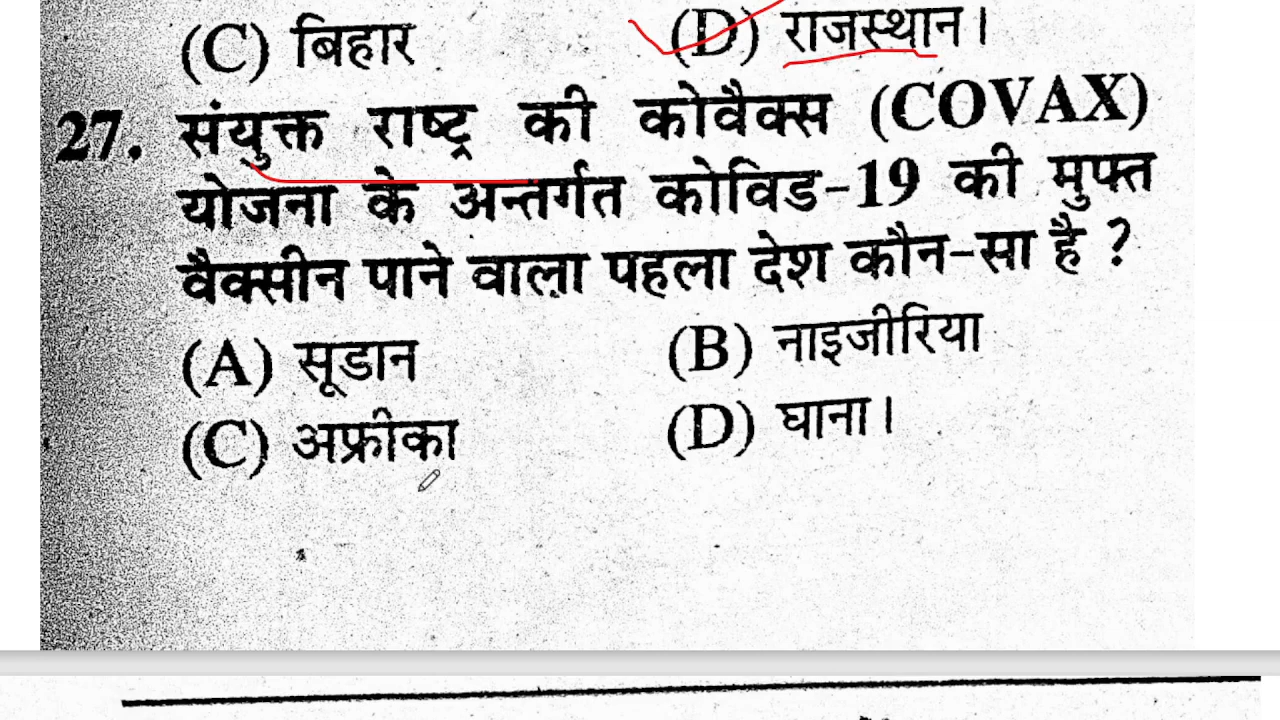 (C) बिहार (D) राजस्थान।
27. संयुक्त राष्ट्र की कोवैक्स (COVAX)
योजना के अन्तर्गत कोविड-19 की मुफ्त
वैक्सीन पाने वाला पहला देश कौन-सा है ?
(A) सूडान (B) नाइजीरिया
(C) अफ्रीका (D) घाना।